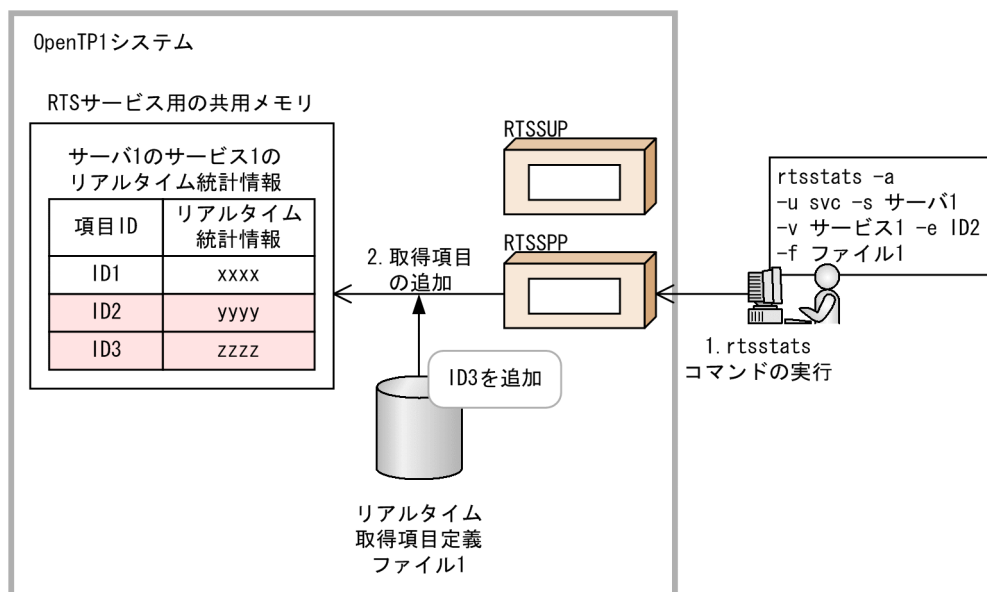 OpenTP1システム
RTSサービス用の共用メモリ
サーバ1のサービス1の
リアルタイム統計情報
項目ID
リアルタイム
統計情報
ID1
xxxx
ID2
yyyy
ID3
zzzz
RTSSUP
RTSSPP
2.取得項目
の追加
ID3を追加
リアルタイム
取得項目定義
ファイル1
rtsstats -a
-u svc -s サーバ1
-v サービス1 -e ID2
-f ファイル1
1.rtsstats
コマンドの実行